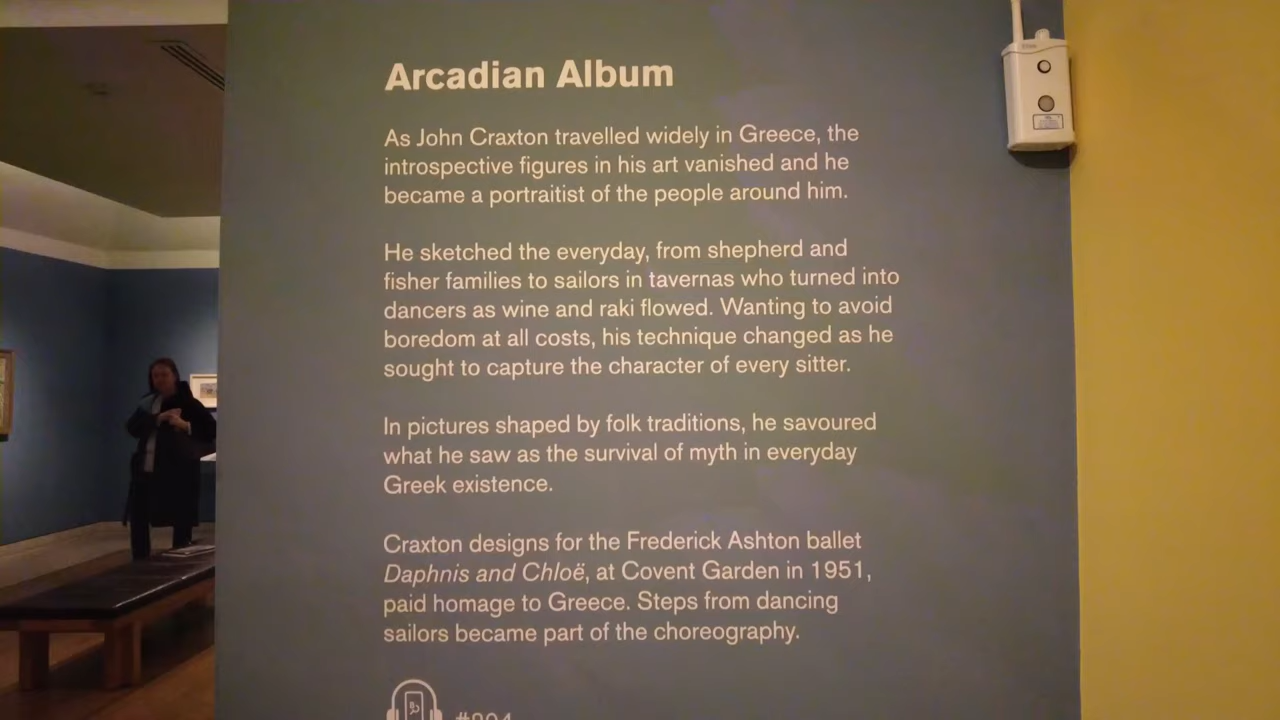 Arcadian Album
As John Craxton travelled widely in Greece, the
introspective figures in his art vanished and he
became a portraitist of the people around him.
He sketched the everyday, from shepherd and
fisher families to sailors in tavernas who turned into
dancers as wine and raki flowed. Wanting to avoid
boredom at all costs, his technique changed as he
sought to capture the character of every sitter.
In pictures shaped by folk traditions, he savoured
what he saw as the survival of myth in everyday
Greek existence.
Craxton designs for the Frederick Ashton ballet
Daphnis and Chloë, at Covent Garden in 1951,
paid homage to Greece. Steps from dancing
sailors became part of the choreography.